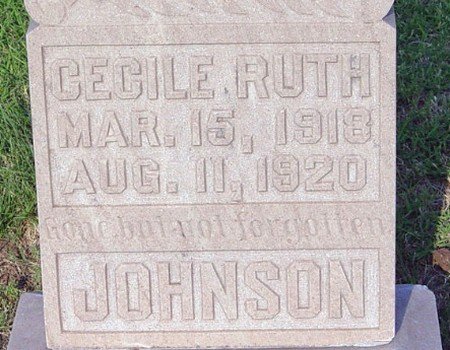 CECILE RUTH
MAR. 15, 1918
AUG. 11, 1920
gone but not forgotten
JOHNSON